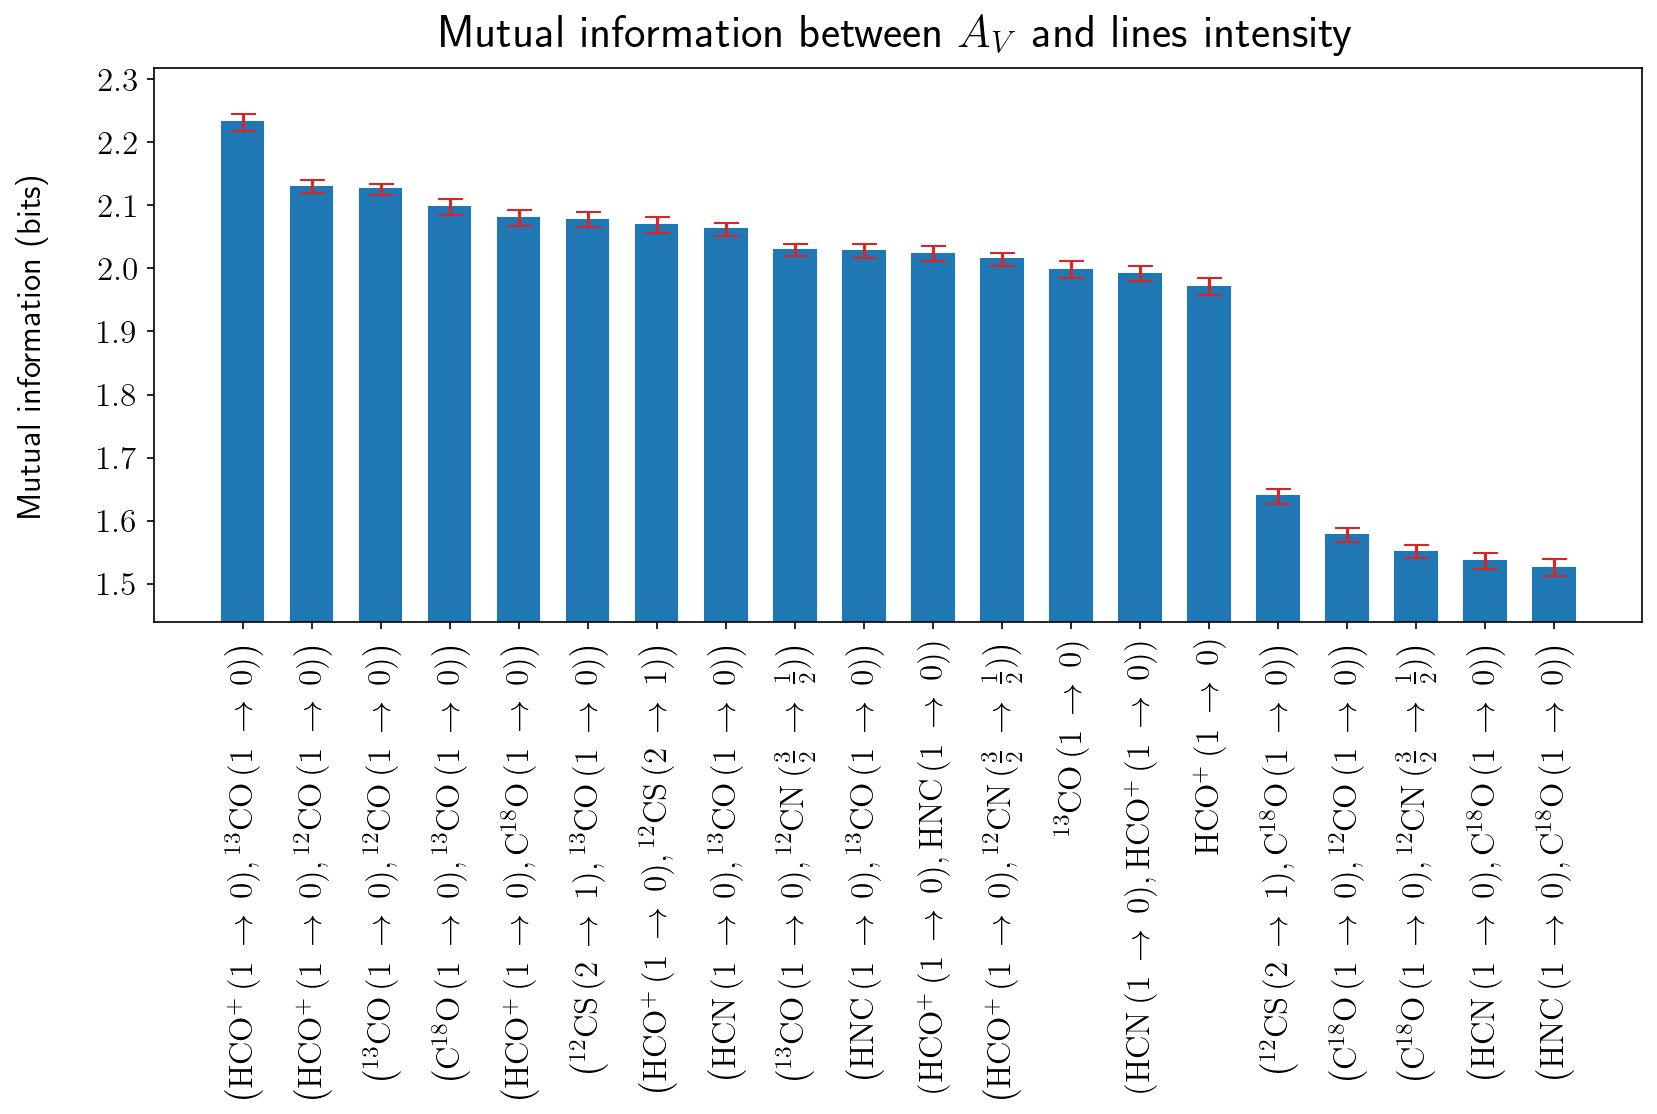 Mutual information between A_V and lines intensity
Mutual information (bits)
2.3
2.2
2.1
2.0
1.9
1.8
1.7
1.6
1.5
(HCO⁺ (1 → 0), ¹³CO (1 → 0))
(HCO⁺ (1 → 0), ¹²CO (1 → 0))
(¹³CO (1 → 0), ¹²CO (1 → 0))
(C¹⁸O (1 → 0), ¹³CO (1 → 0))
(HCO⁺ (1 → 0), C¹⁸O (1 → 0))
(¹²CS (2 → 1), ¹³CO (1 → 0))
(HCO⁺ (1 → 0), ¹²CS (2 → 1))
(HCN (1 → 0), ¹³CO (1 → 0))
(¹³CO (1 → 0), ¹²CN (3/2 → 1/2))
(HNC (1 → 0), ¹³CO (1 → 0))
(HCO⁺ (1 → 0), HNC (1 → 0))
(HCO⁺ (1 → 0), ¹²CN (3/2 → 1/2))
¹³CO (1 → 0)
(HCN (1 → 0), HCO⁺ (1 → 0))
HCO⁺ (1 → 0)
(¹²CS (2 → 1), C¹⁸O (1 → 0))
(C¹⁸O (1 → 0), ¹²CO (1 → 0))
(C¹⁸O (1 → 0), ¹²CN (3/2 → 1/2))
(HCN (1 → 0), C¹⁸O (1 → 0))
(HNC (1 → 0), C¹⁸O (1 → 0))